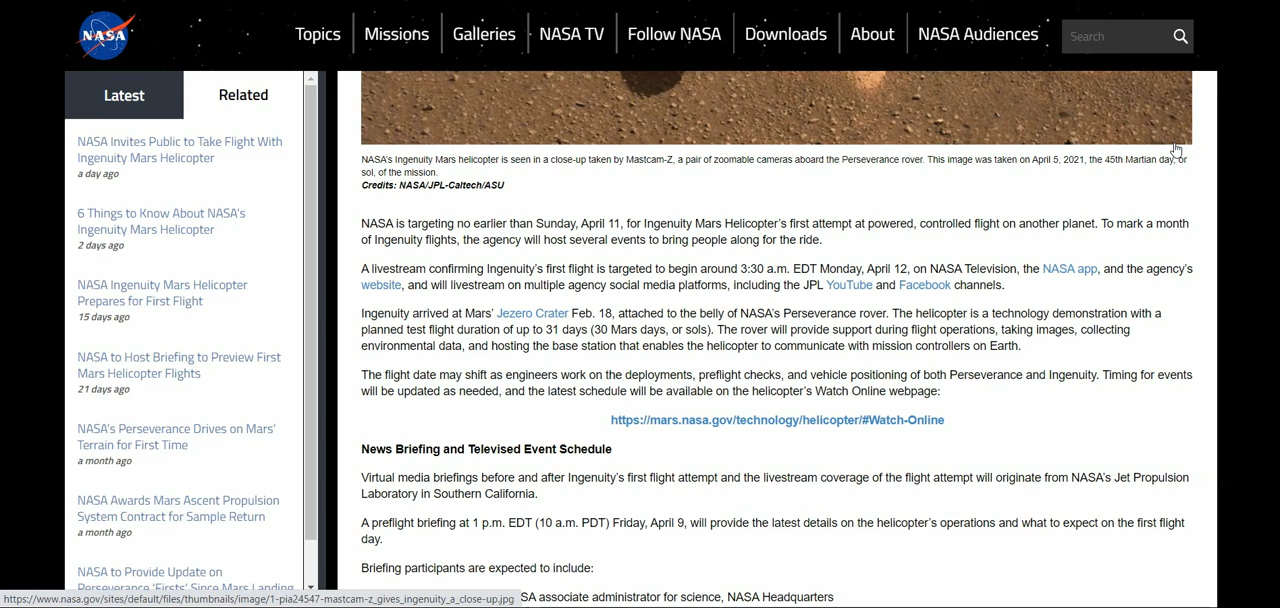 NASA
Topics
Missions
Galleries
NASA TV
Follow NASA
Downloads
About
NASA Audiences
Search
Latest
Related
NASA Invites Public to Take Flight With
Ingenuity Mars Helicopter
a day ago
6 Things to Know About NASA's
Ingenuity Mars Helicopter
2 days ago
NASA Ingenuity Mars Helicopter
Prepares for First Flight
15 days ago
NASA to Host Briefing to Preview First
Mars Helicopter Flights
21 days ago
NASA's Perseverance Drives on Mars'
Terrain for First Time
a month ago
NASA Awards Mars Ascent Propulsion
System Contract for Sample Return
a month ago
NASA to Provide Update on
Perseverance 'Firsts' Since Mars Landing
NASA's Ingenuity Mars helicopter is seen in a close-up taken by Mastcam-Z, a pair of zoomable cameras aboard the Perseverance rover. This image was taken on April 5, 2021, the 45th Martian day, or
sol, of the mission.
Credits: NASA/JPL-Caltech/ASU
NASA is targeting no earlier than Sunday, April 11, for Ingenuity Mars Helicopter's first attempt at powered, controlled flight on another planet. To mark a month
of Ingenuity flights, the agency will host several events to bring people along for the ride.
A livestream confirming Ingenuity's first flight is targeted to begin around 3:30 a.m. EDT Monday, April 12, on NASA Television, the NASA app, and the agency's
website, and will livestream on multiple agency social media platforms, including the JPL YouTube and Facebook channels.
Ingenuity arrived at Mars' Jezero Crater Feb. 18, attached to the belly of NASA's Perseverance rover. The helicopter is a technology demonstration with a
planned test flight duration of up to 31 days (30 Mars days, or sols). The rover will provide support during flight operations, taking images, collecting
environmental data, and hosting the base station that enables the helicopter to communicate with mission controllers on Earth.
The flight date may shift as engineers work on the deployments, preflight checks, and vehicle positioning of both Perseverance and Ingenuity. Timing for events
will be updated as needed, and the latest schedule will be available on the helicopter's Watch Online webpage:
https://mars.nasa.gov/technology/helicopter/#Watch-Online
News Briefing and Televised Event Schedule
Virtual media briefings before and after Ingenuity's first flight attempt and the livestream coverage of the flight attempt will originate from NASA's Jet Propulsion
Laboratory in Southern California.
A preflight briefing at 1 p.m. EDT (10 a.m. PDT) Friday, April 9, will provide the latest details on the helicopter's operations and what to expect on the first flight
day.
Briefing participants are expected to include:
SA associate administrator for science, NASA Headquarters
https://www.nasa.gov/sites/default/files/thumbnails/image/1-pia24547-mastcam-z_gives_ingenuity_a_close-up.jpg